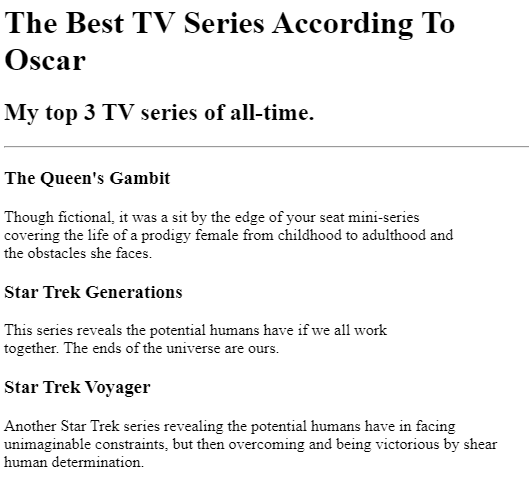 The Best TV Series According To
Oscar
My top 3 TV series of all-time.
The Queen's Gambit
Though fictional, it was a sit by the edge of your seat mini-series
covering the life of a prodigy female from childhood to adulthood and
the obstacles she faces.
Star Trek Generations
This series reveals the potential humans have if we all work
together. The ends of the universe are ours.
Star Trek Voyager
Another Star Trek series revealing the potential humans have in facing
unimaginable constraints, but then overcoming and being victorious by shear
human determination.